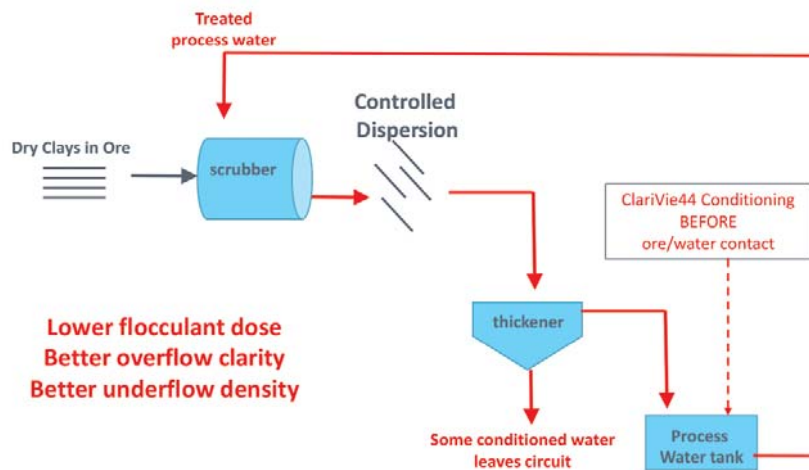 Treated
process water
Controlled
Dispersion
Dry Clays in Ore
scrubber
ClariVie44 Conditioning
BEFORE
ore/water contact
thickener
Lower flocculant dose
Better overflow clarity
Better underflow density
Some conditioned water
leaves circuit
Process
Water tank